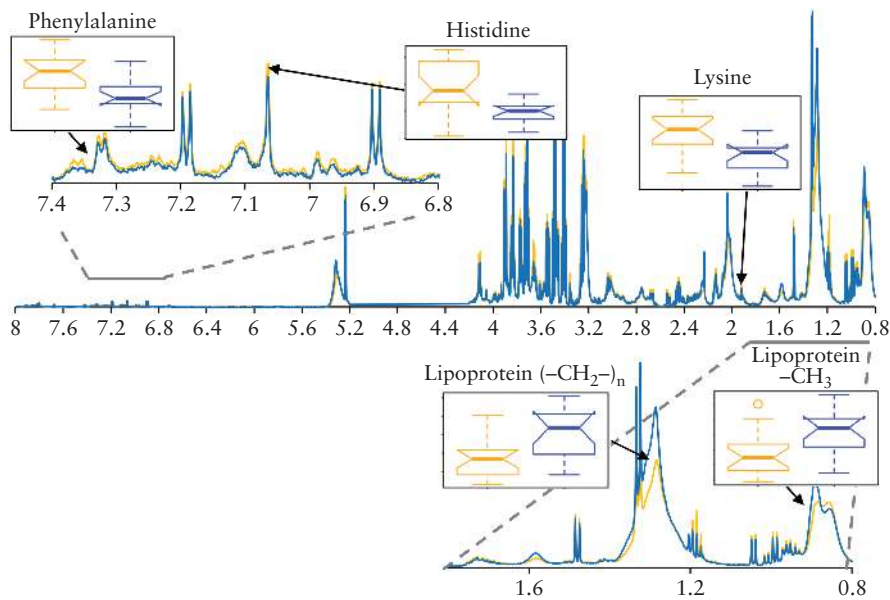 Phenylalanine
Histidine
Lysine
7.4 7.3 7.2 7.1 7 6.9 6.8
8 7.6 7.2 6.8 6.4 6 5.6 5.2 4.8 4.4 4 3.6 3.2 2.8 2.4 2 1.6 1.2 0.8
Lipoprotein (–CH₂–)ₙ
Lipoprotein
–CH₃
1.6 1.2 0.8